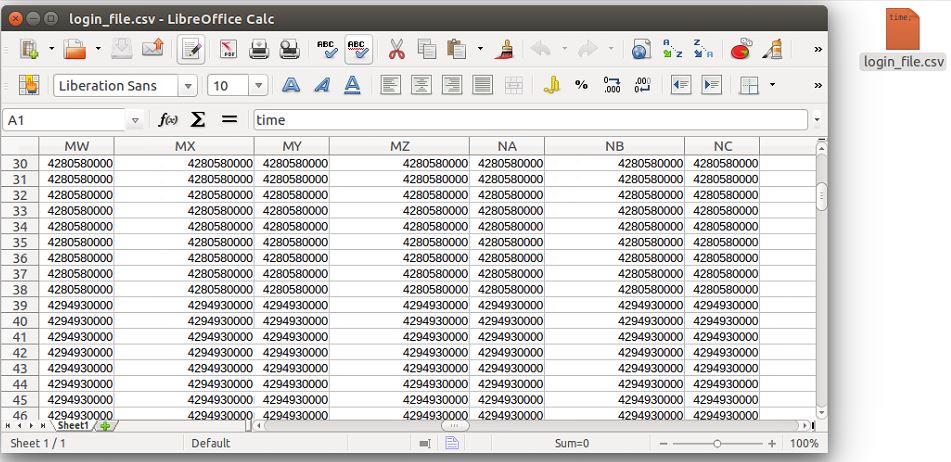 login_file.csv - LibreOffice Calc
time;
login_file.csv
PDF
ABC ABC
A Z
Z A
»
Liberation Sans 10 A A A % 0.000 .000 0 »
A1 f(x) Σ = time
MW MX MY MZ NA NB NC
30 4280580000 4280580000 4280580000 4280580000 4280580000 4280580000 4280580000
31 4280580000 4280580000 4280580000 4280580000 4280580000 4280580000 4280580000
32 4280580000 4280580000 4280580000 4280580000 4280580000 4280580000 4280580000
33 4280580000 4280580000 4280580000 4280580000 4280580000 4280580000 4280580000
34 4280580000 4280580000 4280580000 4280580000 4280580000 4280580000 4280580000
35 4280580000 4280580000 4280580000 4280580000 4280580000 4280580000 4280580000
36 4280580000 4280580000 4280580000 4280580000 4280580000 4280580000 4280580000
37 4280580000 4280580000 4280580000 4280580000 4280580000 4280580000 4280580000
38 4280580000 4280580000 4280580000 4280580000 4280580000 4280580000 4280580000
39 4294930000 4294930000 4294930000 4294930000 4294930000 4294930000 4294930000
40 4294930000 4294930000 4294930000 4294930000 4294930000 4294930000 4294930000
41 4294930000 4294930000 4294930000 4294930000 4294930000 4294930000 4294930000
42 4294930000 4294930000 4294930000 4294930000 4294930000 4294930000 4294930000
43 4294930000 4294930000 4294930000 4294930000 4294930000 4294930000 4294930000
44 4294930000 4294930000 4294930000 4294930000 4294930000 4294930000 4294930000
45 4294930000 4294930000 4294930000 4294930000 4294930000 4294930000 4294930000
46 4294930000 4294930000 4294930000 4294930000 4294930000 4294930000 4294930000
Sheet1
Sheet 1 / 1 Default Sum=0 100%